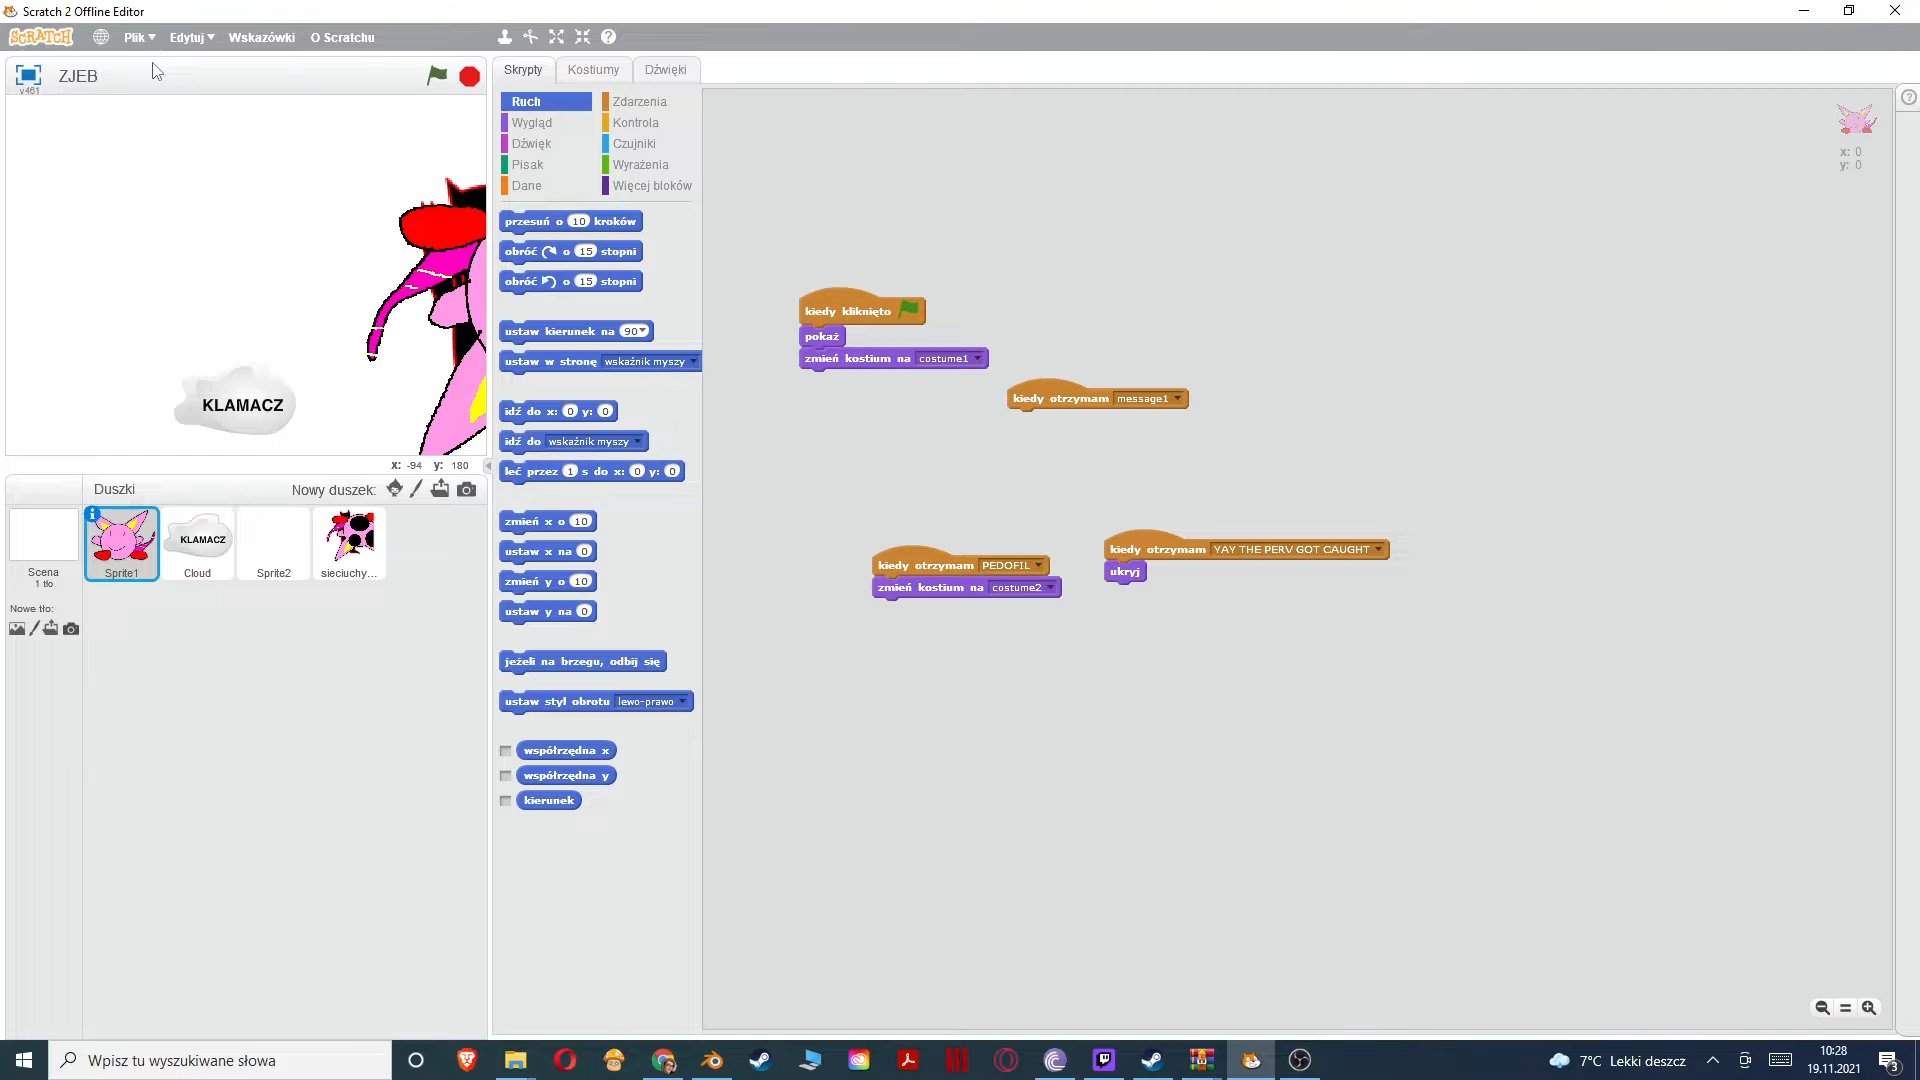 Scratch 2 Offline Editor
SCRATCH Plik Edytuj Wskazówki O Scratchu
v461 ZJEB
Skrypty Kostiumy Dźwięki
Ruch Zdarzenia
Wygląd Kontrola
Dźwięk Czujniki
Pisak Wyrażenia
Dane Więcej bloków
przesuń o 10 kroków
obróć o 15 stopni
obróć o 15 stopni
ustaw kierunek na 90
ustaw w stronę wskaźnik myszy
idź do x: 0 y: 0
idź do wskaźnik myszy
leć przez 1 s do x: 0 y: 0
zmień x o 10
ustaw x na 0
zmień y o 10
ustaw y na 0
jeżeli na brzegu, odbij się
ustaw styl obrotu lewo-prawo
współrzędna x
współrzędna y
kierunek
KLAMACZ
x: -94 y: 180
Duszki Nowy duszek:
KLAMACZ
Scena Sprite1 Cloud Sprite2 sieciuchy...
1 tło
Nowe tło:
kiedy kliknięto
pokaż
zmień kostium na costume1
kiedy otrzymam message1
kiedy otrzymam PEDOFIL
zmień kostium na costume2
kiedy otrzymam YAY THE PERV GOT CAUGHT
ukryj
x: 0
y: 0
Wpisz tu wyszukiwane słowa
7°C Lekki deszcz
10:28
19.11.2021
3